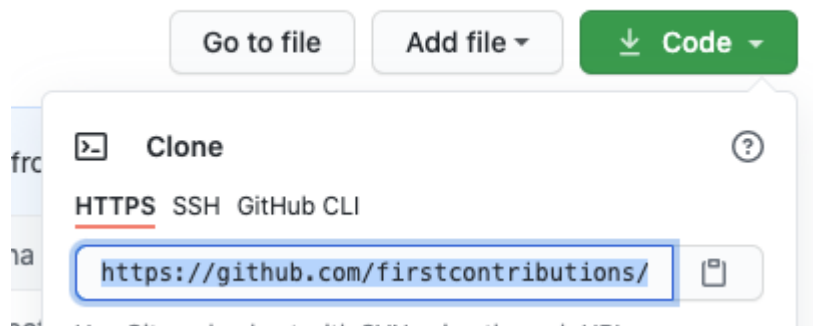 Go to file Add file Code
Clone
HTTPS SSH GitHub CLI
https://github.com/firstcontributions/